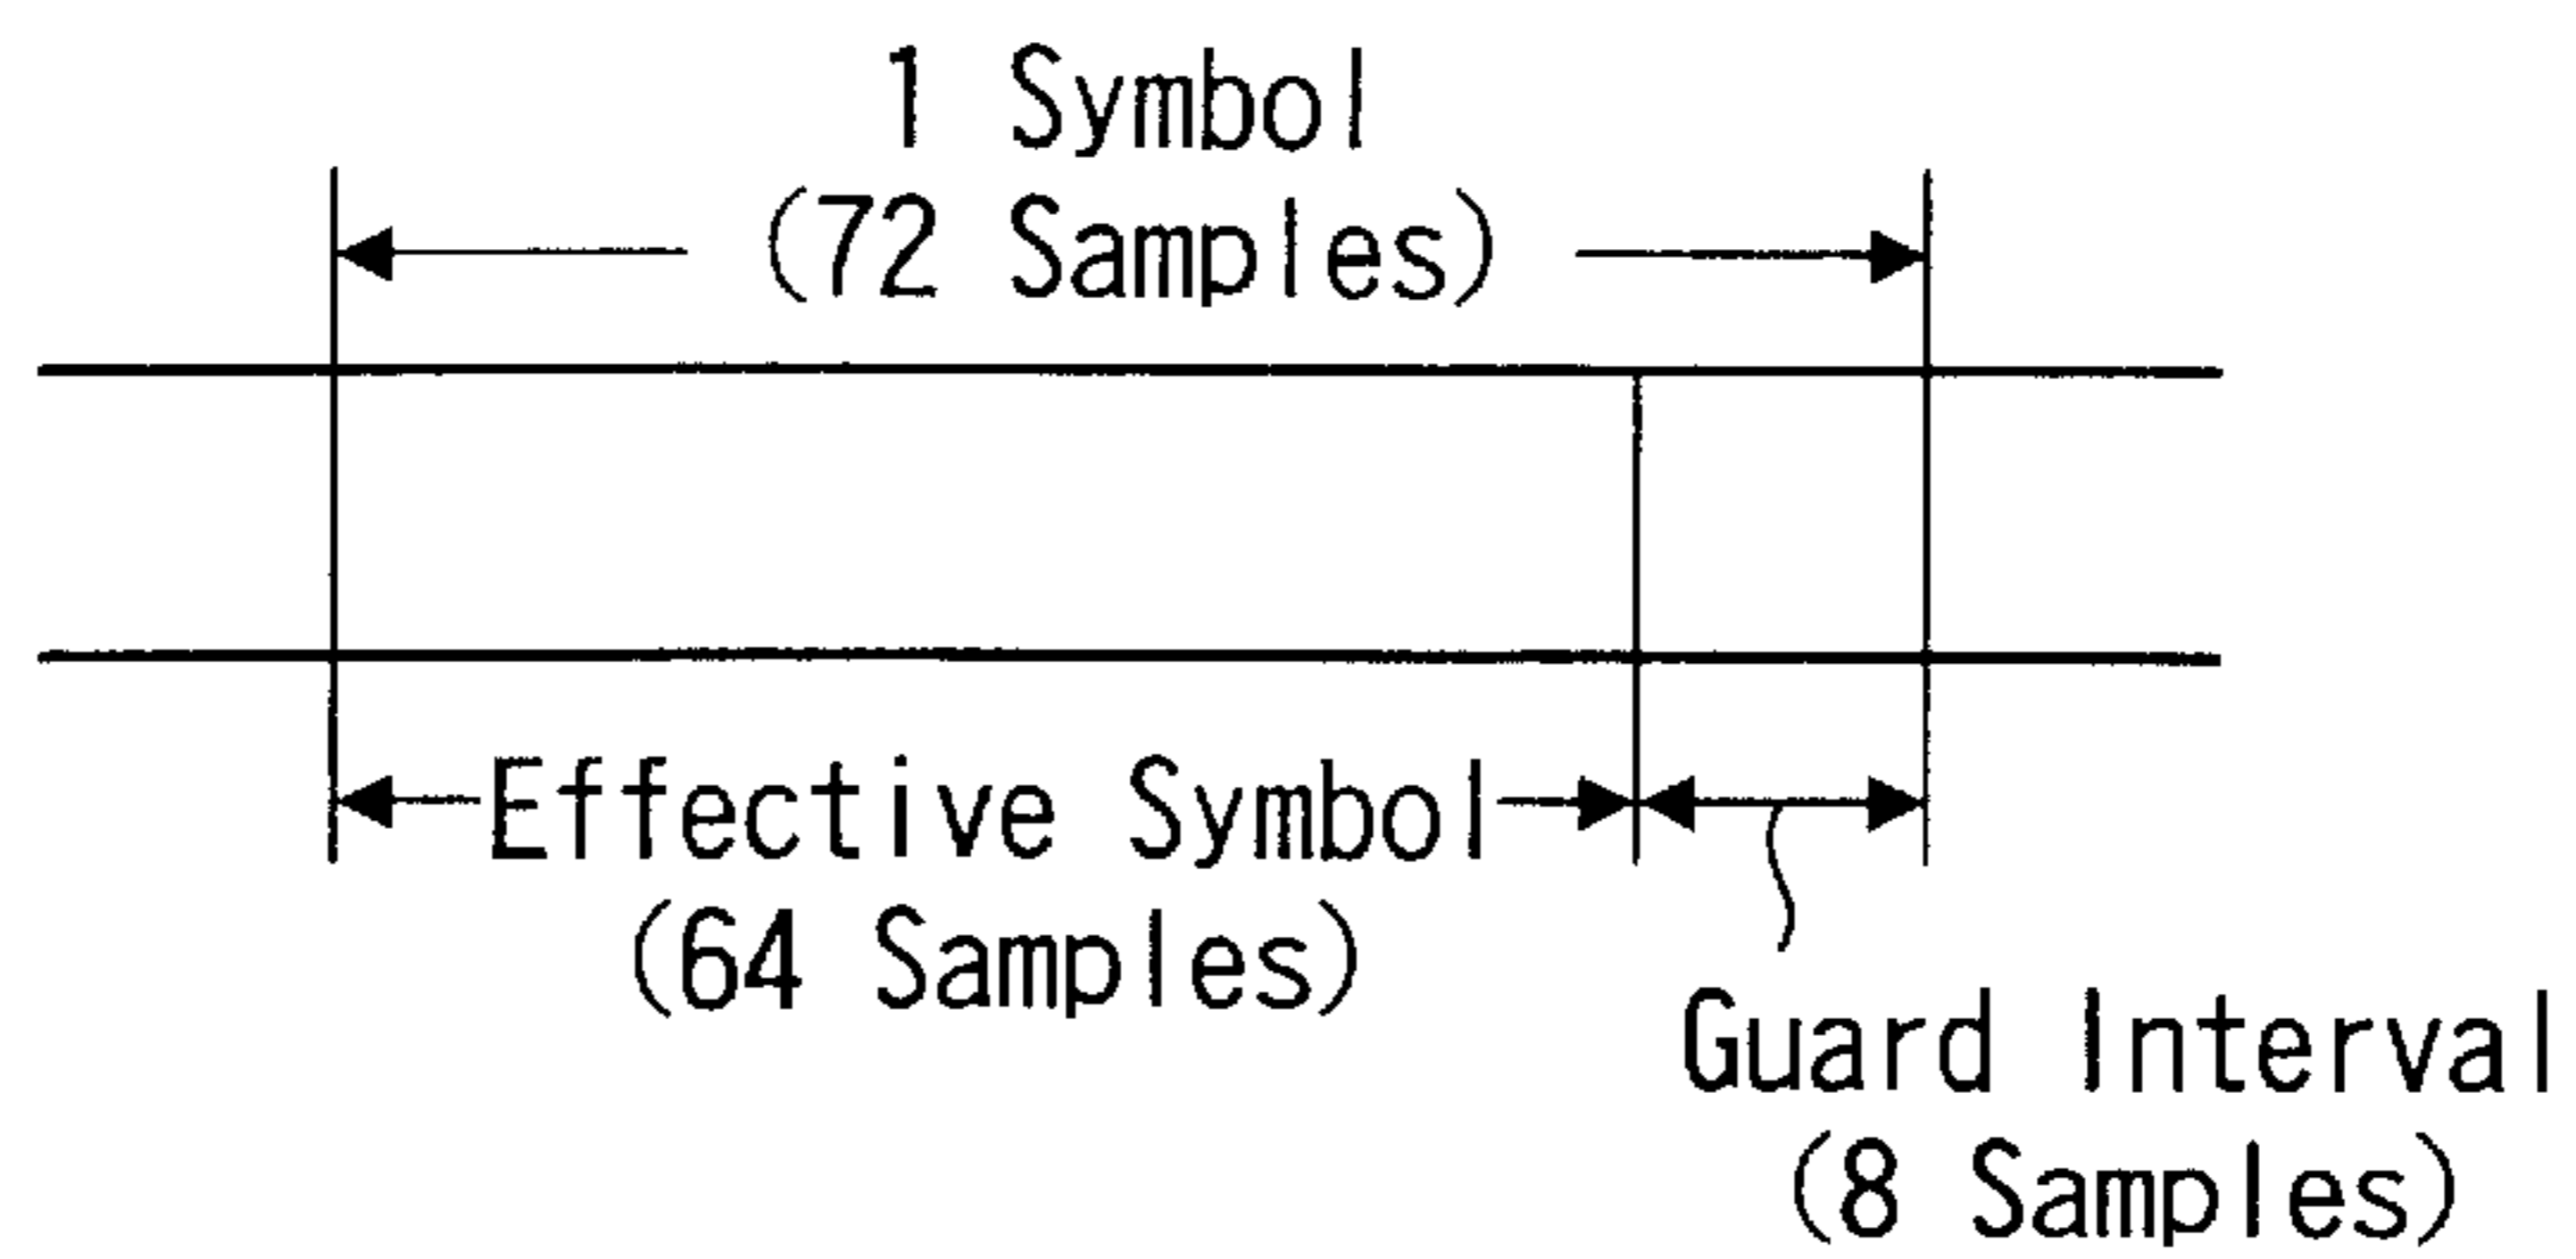 1 Symbol
(72 Samples)
Effective Symbol
(64 Samples)
Guard Interval
(8 Samples)